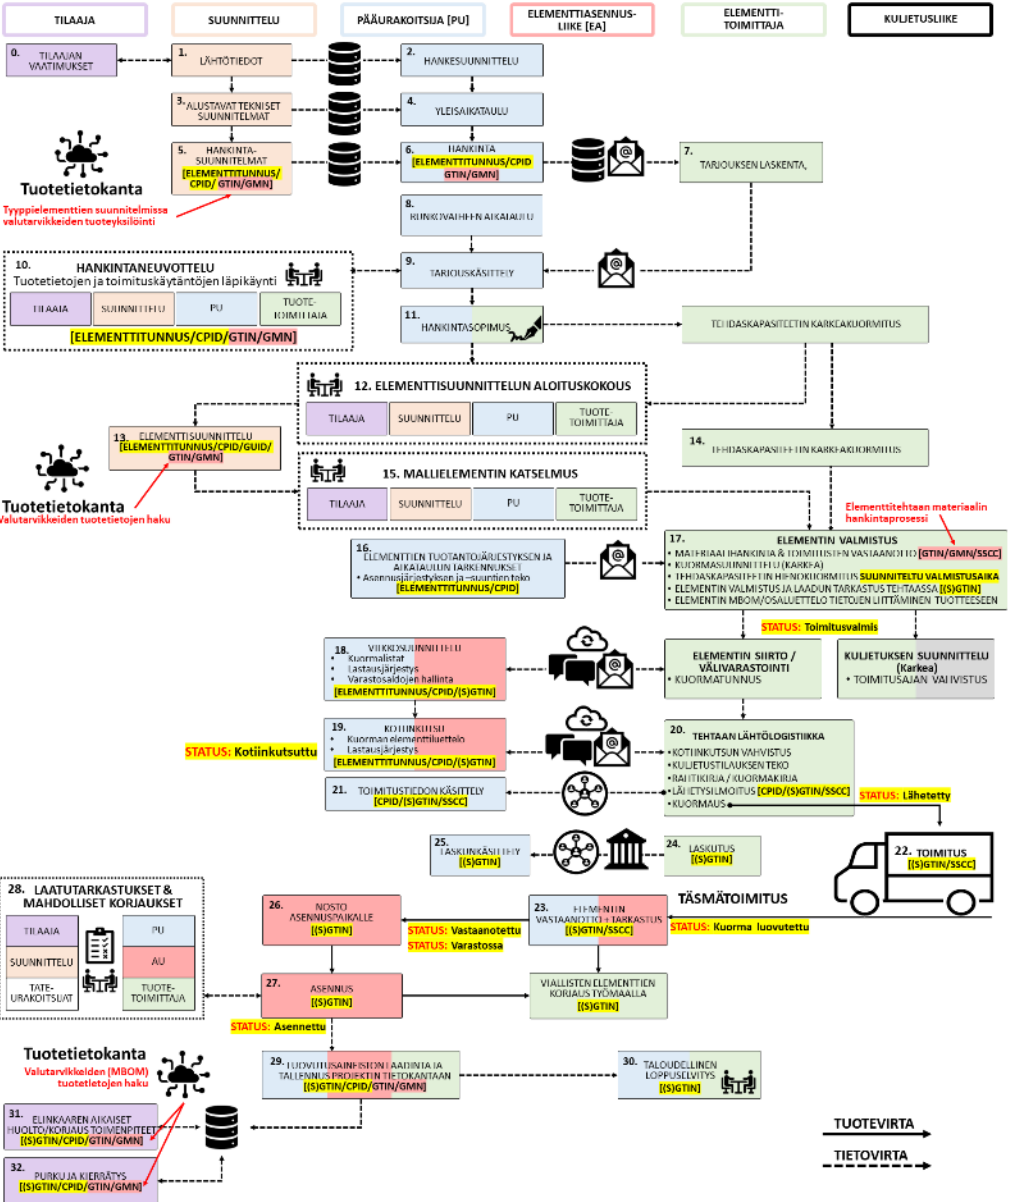 TILAAJA
SUUNNITTELU
PÄÄURAKOITSIJA [PU]
ELEMENTTIASENNUS-
LIIKE [EA]
ELEMENTTI-
TOIMITTAJA
KULJETUSLIIKE
0. TILAAJAN
VAATIMUKSET
1. LÄHTÖTIEDOT
2. HANKESUUNNITTELU
3. ALUSTAVAT TEKNISET
SUUNNITELMAT
4. YLEISAIKATAULU
5. HANKINTA-
SUUNNITELMAT
[ELEMENTTITUNNUS/
CPID/ GTIN/GMN]
6. HANKINTA
[ELEMENTTITUNNUS/CPID
GTIN/GMN]
7. TARJOUKSEN LASKENTA,
Tuotetietokanta
Tyyppielementtien suunnitelmissa
valutarvikkeiden tuoteyksilöinti
8. RUNKOVAIHEEN AIKATAULU
9. TARJOUSKÄSITTELY
10. HANKINTANEUVOTTELU
Tuotetietojen ja toimituskäytäntöjen läpikäynti
TILAAJA
SUUNNITTELU
PU
TUOTE-
TOIMITTAJA
[ELEMENTTITUNNUS/CPID/GTIN/GMN]
11. HANKINTASOPIMUS
TEHDASKAPASITEETIN KARKEAKUORMITUS
12. ELEMENTTISUUNNITTELUN ALOITUSKOKOUS
TILAAJA
SUUNNITTELU
PU
TUOTE-
TOIMITTAJA
13. ELEMENTTISUUNNITTELU
[ELEMENTTITUNNUS/CPID/GUID/
GTIN/GMN]
14. TEHDASKAPASITEETIN KARKEAKUORMITUS
Tuotetietokanta
Valutarvikkeiden tuotetietojen haku
15. MALLIELEMENTIN KATSELMUS
TILAAJA
SUUNNITTELU
PU
TUOTE-
TOIMITTAJA
Elementtitehtaan materiaalin
hankintaprosessi
16. ELEMENTTIEN TUOTANTOJÄRJESTYKSEN JA
AIKATAULUN TARKENNUKSET
• Asennusjärjestyksen ja –suuntien teko
[ELEMENTTITUNNUS/CPID]
17. ELEMENTIN VALMISTUS
• MATERIAALIHANKINTA & TOIMITUSTEN VASTAANOTTO [GTIN/GMN/SSCC]
• KUORMASUUNNITTELU (KARKEA)
• TEHDASKAPASITEETIN HIENOKUORMITUS SUUNNITELTU VALMISTUSAIKA
• ELEMENTIN VALMISTUS JA LAADUN TARKASTUS TEHTAASSA [(S)GTIN]
• ELEMENTIN MBOM/OSALUETTELO TIETOJEN LIITTÄMINEN TUOTTEESEEN
STATUS: Toimitusvalmis
18. VIIKKOSUUNNITTELU
• Kuormalistat
• Lastausjärjestys
• Varastosaldojen hallinta
[ELEMENTTITUNNUS/CPID/(S)GTIN]
ELEMENTIN SIIRTO /
VÄLIVARASTOINTI
• KUORMATUNNUS
KULJETUKSEN SUUNNITTELU
(Karkea)
• TOIMITUSAJAN VAHVISTUS
STATUS: Kotiinkutsuttu
19. KOTIINKUTSU
• Kuorman elementtiluettelo
• Lastausjärjestys
[ELEMENTTITUNNUS/CPID/(S)GTIN]
20. TEHTAAN LÄHTÖLOGISTIIKKA
• KOTIINKUTSUN VAHVISTUS
• KULJETUSTILAUKSEN TEKO
• RAHTIKIRJA / KUORMAKIRJA
• LÄHETYSILMOITUS [CPID/(S)GTIN/SSCC]
• KUORMAUS
21. TOIMITUSTIEDON KÄSITTELY
[CPID/(S)GTIN/SSCC]
STATUS: Lähetetty
22. TOIMITUS
[(S)GTIN/SSCC]
25. LASKUNKÄSITTELY
[(S)GTIN]
24. LASKUTUS
[(S)GTIN]
28. LAATUTARKASTUKSET &
MAHDOLLISET KORJAUKSET
TILAAJA
PU
SUUNNITTELU
AU
TATE-
URAKOITSIJAT
TUOTE-
TOIMITTAJA
26. NOSTO
ASENNUSPAIKALLE
[(S)GTIN]
STATUS: Vastaanotettu
STATUS: Varastossa
23. ELEMENTIN
VASTAANOTTO + TARKASTUS
[(S)GTIN/SSCC]
TÄSMÄTOIMITUS
STATUS: Kuorma luovutettu
27. ASENNUS
[(S)GTIN]
VIALLISTEN ELEMENTTIEN
KORJAUS TYÖMAALLA
[(S)GTIN]
STATUS: Asennettu
Tuotetietokanta
Valutarvikkeiden (MBOM)
tuotetietojen haku
29. LUOVUTUSAINEISTON LAADINTA JA
TALLENNUS PROJEKTIN TIETOKANTAAN
[(S)GTIN/CPID/GTIN/GMN]
30. TALOUDELLINEN
LOPPUSELVITYS
[(S)GTIN]
31. ELINKAAREN AIKAISET
HUOLTO/KORJAUS TOIMENPITEET
[(S)GTIN/CPID/GTIN/GMN]
32. PURKU JA KIERRÄTYS
[(S)GTIN/CPID/GTIN/GMN]
TUOTEVIRTA
TIETOVIRTA